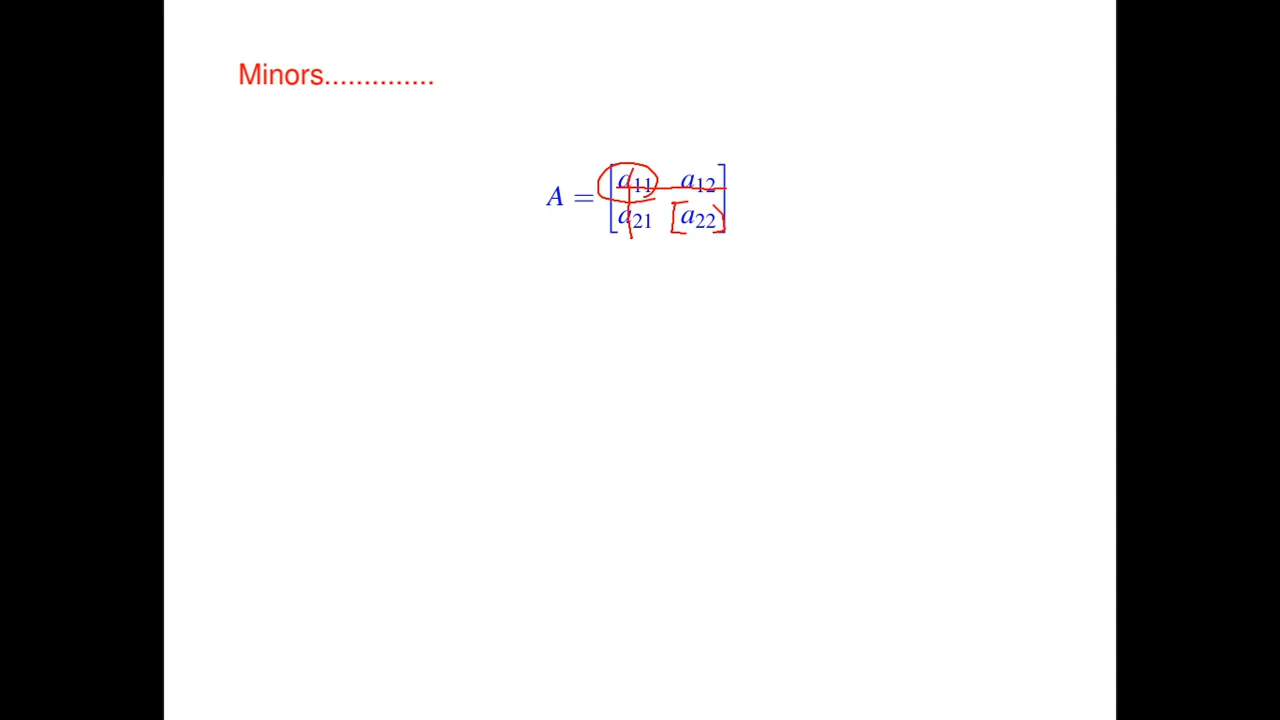 Minors..............
A = [a11 a12
a21 [a22)]